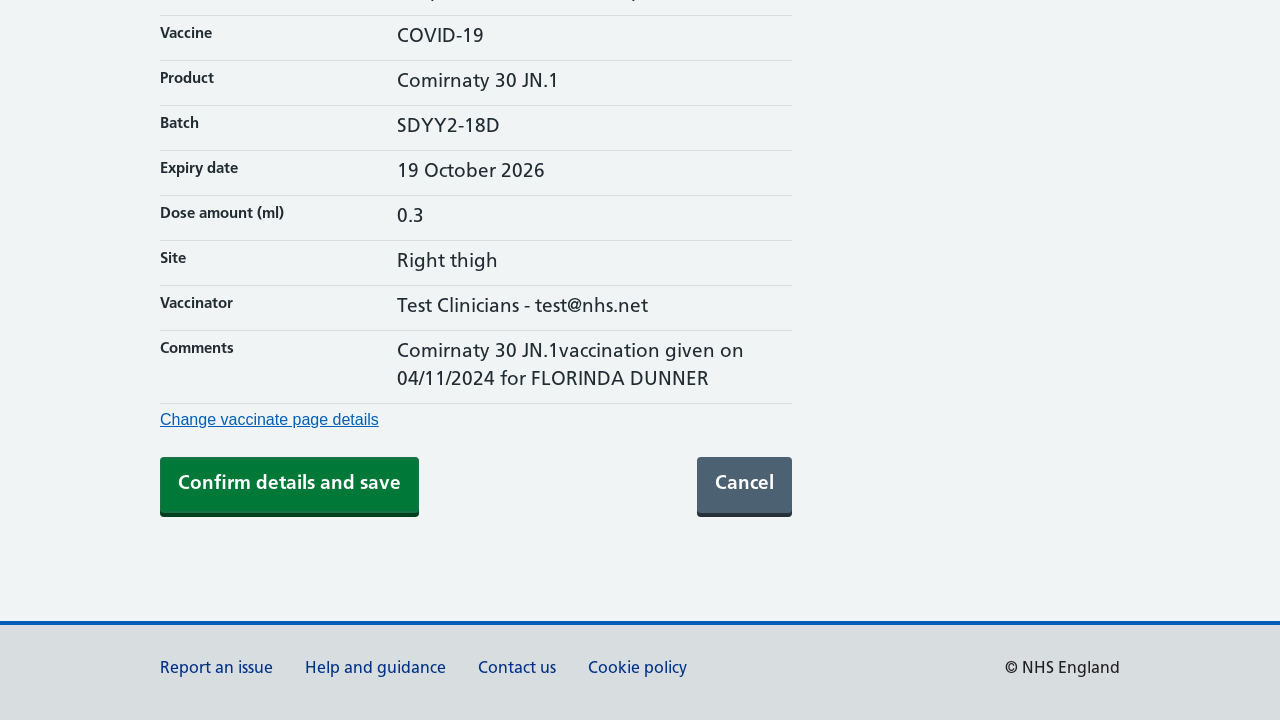 Vaccine
COVID-19
Product
Comirnaty 30 JN.1
Batch
SDYY2-18D
Expiry date
19 October 2026
Dose amount (ml)
0.3
Site
Right thigh
Vaccinator
Test Clinicians - test@nhs.net
Comments
Comirnaty 30 JN.1vaccination given on
04/11/2024 for FLORINDA DUNNER
Change vaccinate page details
Confirm details and save
Cancel
Report an issue
Help and guidance
Contact us
Cookie policy
© NHS England